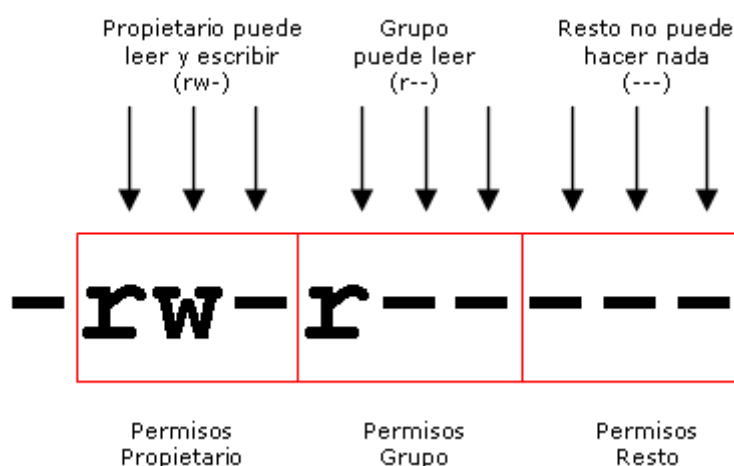 Propietario puede
leer y escribir
(rw-)
Grupo
puede leer
(r--)
Resto no puede
hacer nada
(---)
-rw-r-----
Permisos
Propietario
Permisos
Grupo
Permisos
Resto